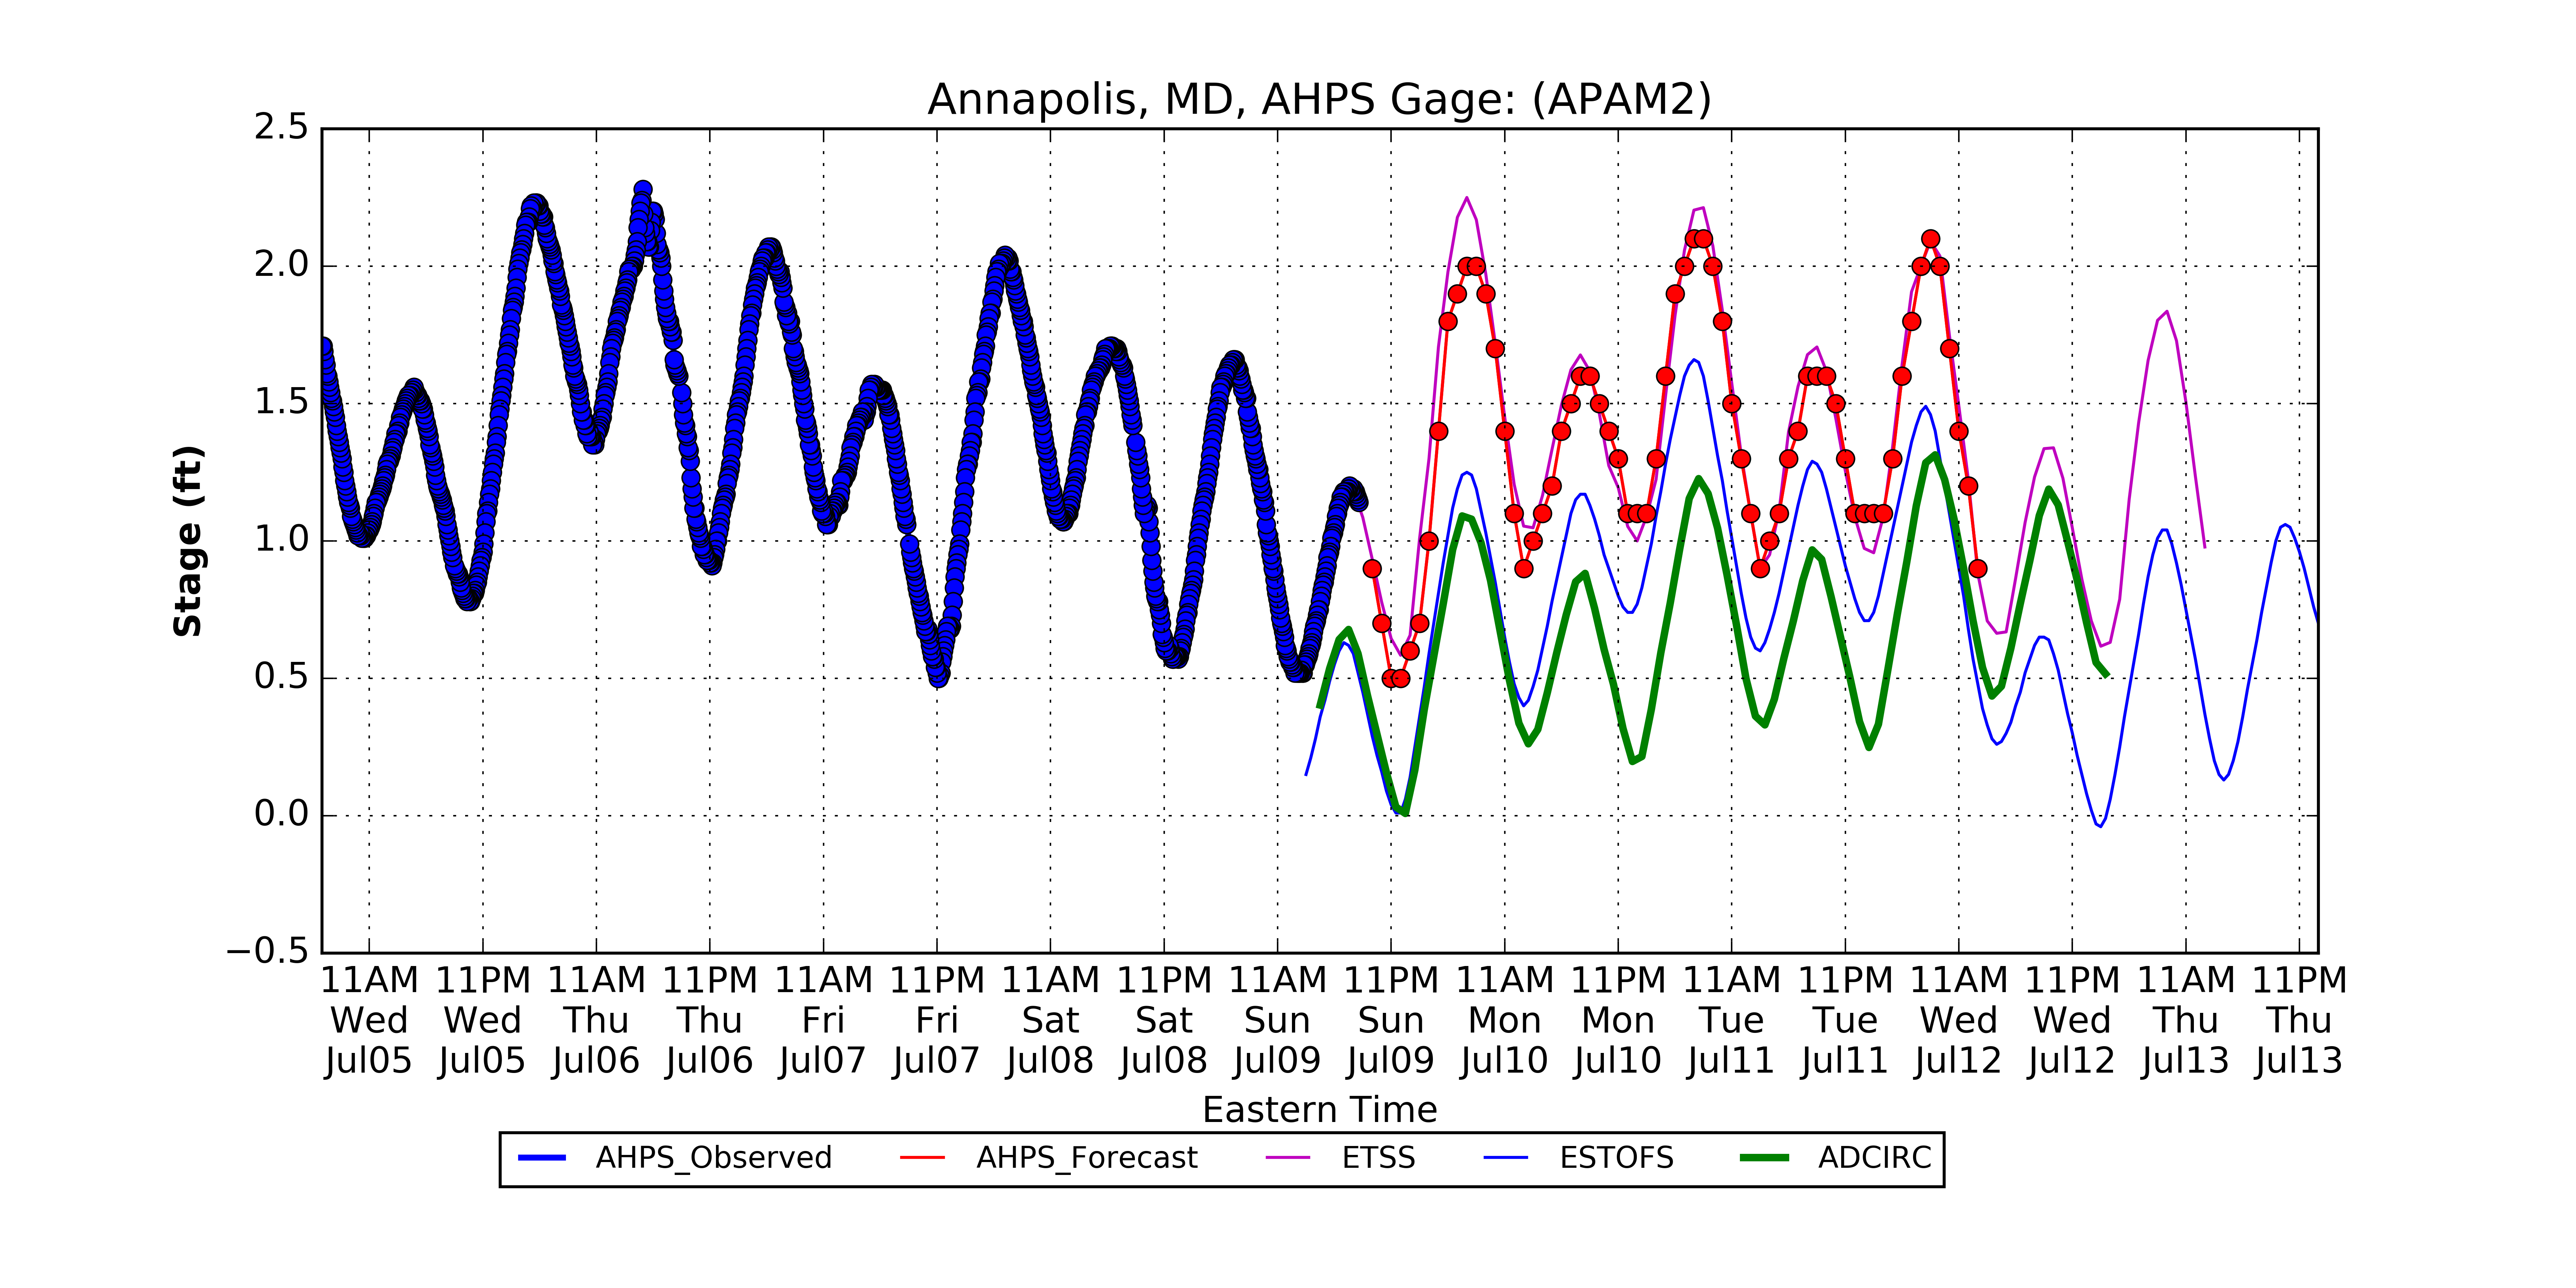 Annapolis, MD, AHPS Gage: (APAM2)
2.5
2.0
1.5
1.0
0.5
0.0
−0.5
Stage (ft)
11AM 11PM 11AM 11PM 11AM 11PM 11AM 11PM 11AM 11PM 11AM 11PM 11AM 11PM 11AM 11PM 11AM 11PM
Wed Wed Thu Thu Fri Fri Sat Sat Sun Sun Mon Mon Tue Tue Wed Wed Thu Thu
Jul05 Jul05 Jul06 Jul06 Jul07 Jul07 Jul08 Jul08 Jul09 Jul09 Jul10 Jul10 Jul11 Jul11 Jul12 Jul12 Jul13 Jul13
Eastern Time
AHPS_Observed AHPS_Forecast ETSS ESTOFS ADCIRC